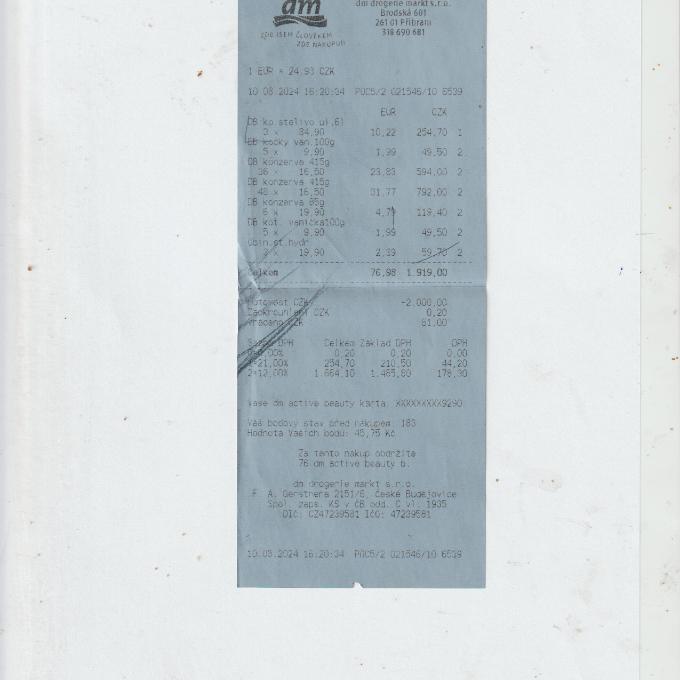 dm
dm drogerie markt s.r.o.
Brodská 601
261 01 Příbram
318 690 681
ZDE JSEM ČLOVĚKEM
ZDE NAKUPUJI
1 EUR = 24,93 CZK
10.08.2024 16:20:34 P0C5/2 021546/10 6539
EUR CZK
DB ko.stelivo ul.6l
3 x 84,90 10,22 254,70 1
DB kočky van.100g
5 x 9,90 1,99 49,50 2
DB konzerva 415g
36 x 16,50 23,83 594,00 2
DB konzerva 415g
48 x 16,50 31,77 792,00 2
DB konzerva 85g
6 x 19,90 4,79 119,40 2
DB kot. vanička100g
5 x 9,90 1,99 49,50 2
x 19,90 2,39 59,70 2
Celkem 76,98 1.919,00
Hotovost CZK -2.000,00
Zaokrouhlení CZK 0,20
Vráceno CZK 81,00
Sazba DPH Celkem Základ DPH DPH
0=0,00% 0,20 0,20 0,00
1=21,00% 254,70 210,50 44,20
2=12,00% 1.664,10 1.485,80 178,30
Vaše dm active beauty karta: XXXXXXXXX9290
Váš bodový stav před nákupem: 183
Hodnota Vašich bodů: 45,75 Kč
Za tento nákup obdržíte
76 dm active beauty b.
dm drogerie markt s.r.o.
F. A. Gerstnera 2151/6, České Budějovice
Spol. zaps. KS v ČB odd. C vl. 1935
DIČ: CZ47239581 IČO: 47239581
10.08.2024 16:20:34 P0C5/2 021546/10 6539